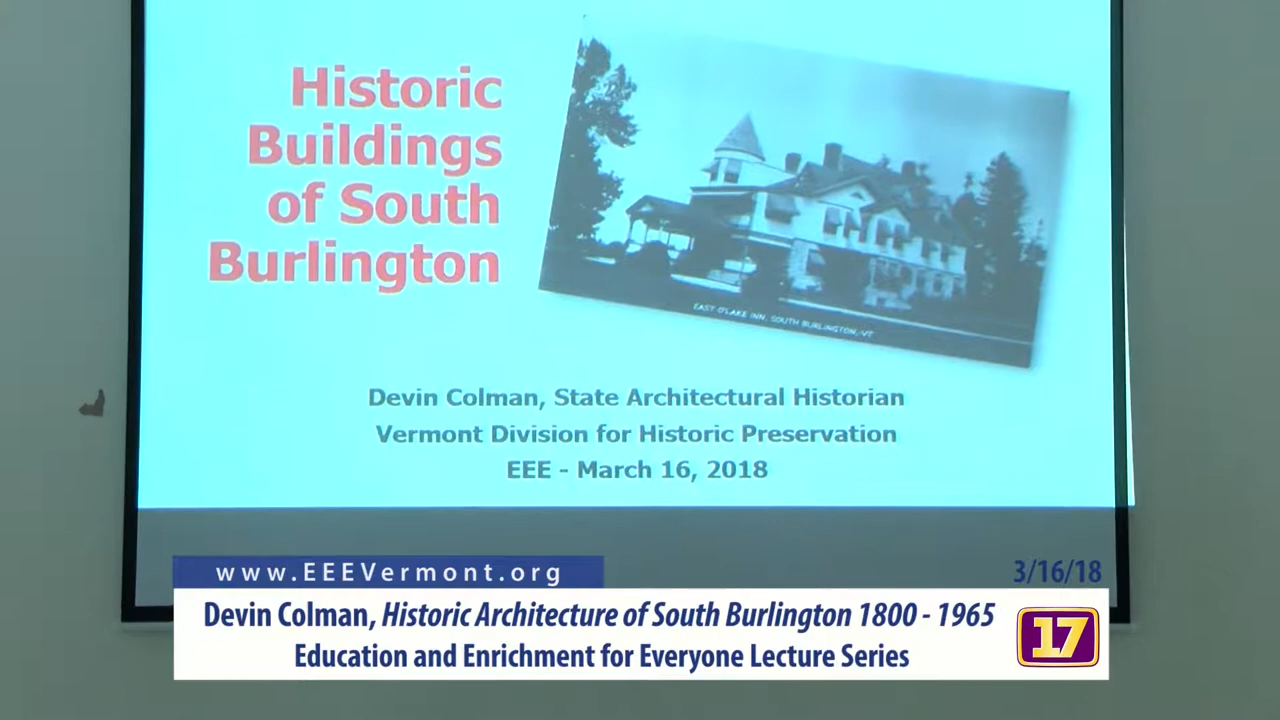 Historic
Buildings
of South
Burlington
EAST O'LAKE INN, SOUTH BURLINGTON, VT
Devin Colman, State Architectural Historian
Vermont Division for Historic Preservation
EEE - March 16, 2018
www.EEEVermont.org
3/16/18
Devin Colman, Historic Architecture of South Burlington 1800 - 1965
Education and Enrichment for Everyone Lecture Series
17